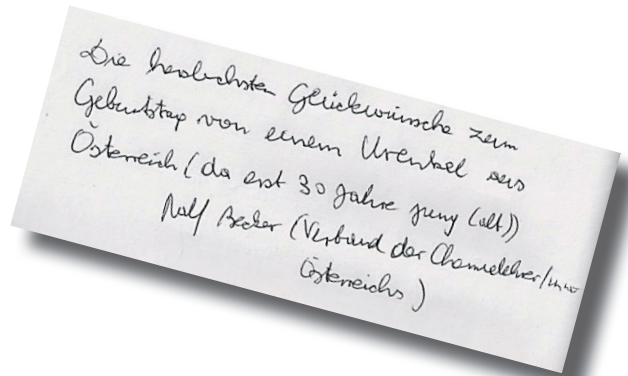 Die herzlichsten Glückwünsche zum
Geburtstag von einem Urenkel aus
Österreich (da erst 30 Jahre jung (alt))
Ralf Becker (Verband der Chemielehrer/innen
Österreichs)